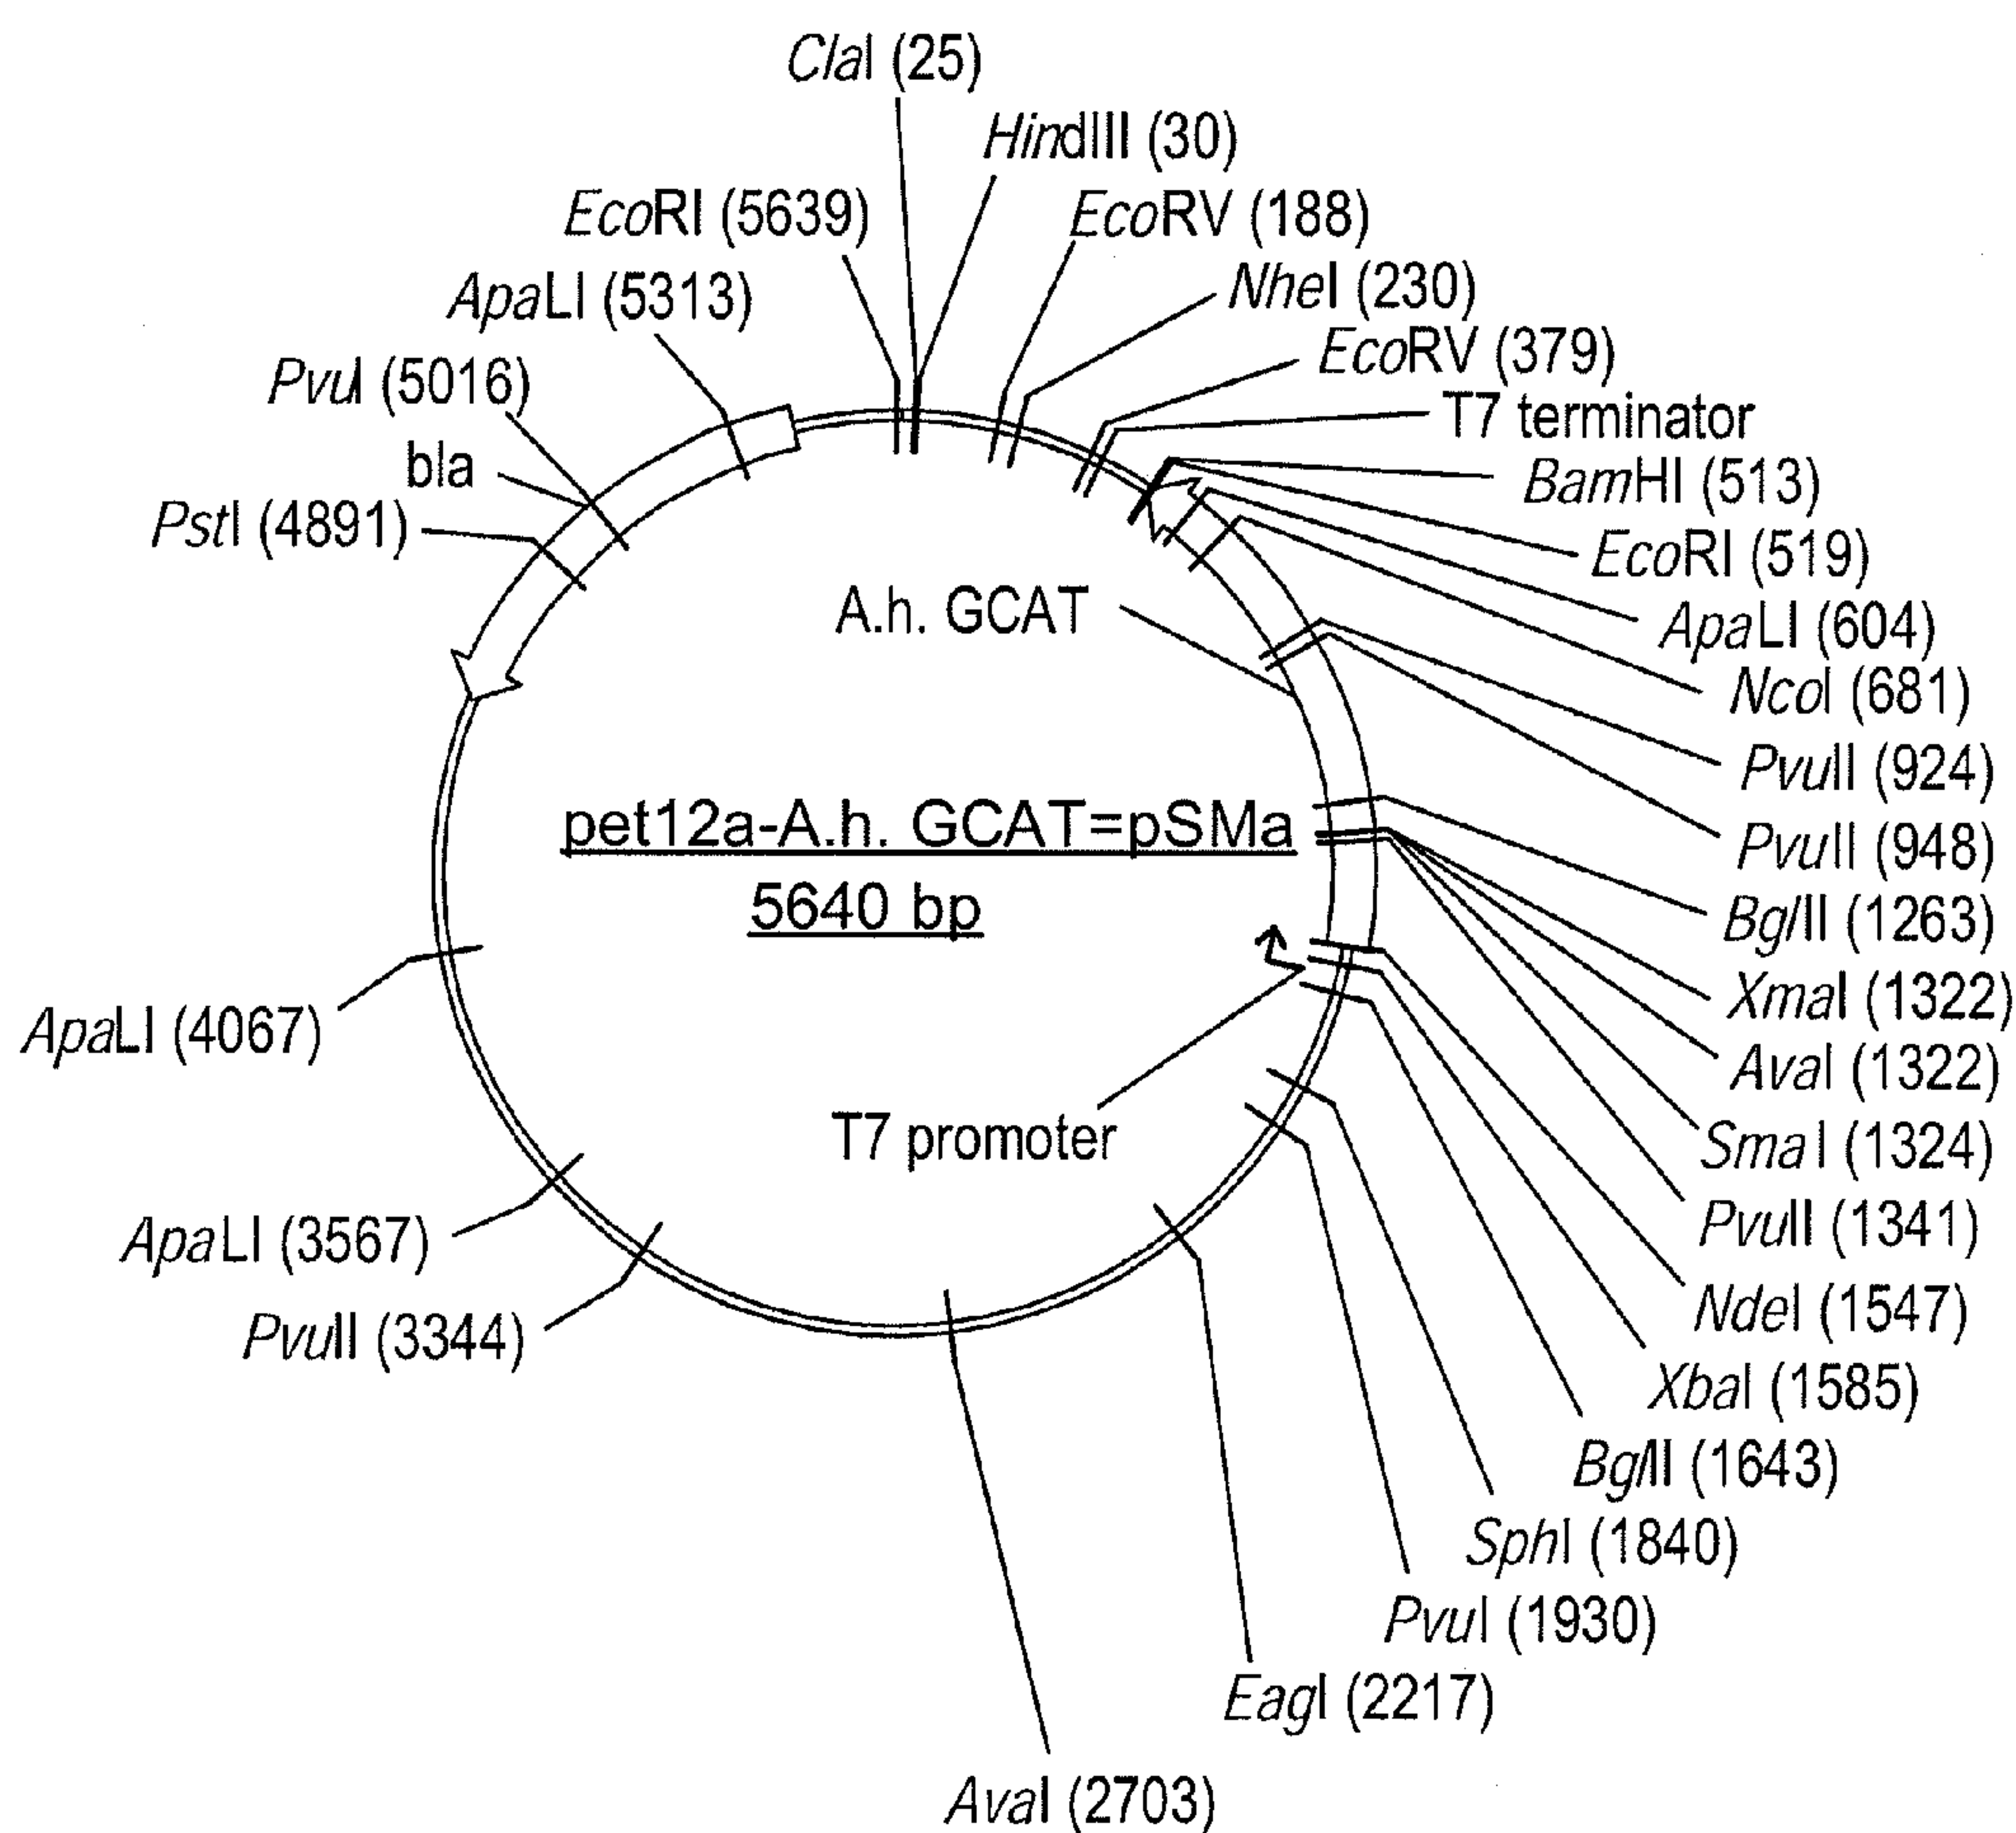 ClaI (25)
HindIII (30)
EcoRI (5639)
EcoRV (188)
ApaLI (5313)
NheI (230)
PvuI (5016)
EcoRV (379)
T7 terminator
bla
BamHI (513)
PstI (4891)
EcoRI (519)
A.h. GCAT
ApaLI (604)
NcoI (681)
PvuII (924)
pet12a-A.h. GCAT=pSMa
5640 bp
PvuII (948)
BglII (1263)
XmaI (1322)
ApaLI (4067)
AvaI (1322)
T7 promoter
SmaI (1324)
ApaLI (3567)
PvuII (1341)
PvuII (3344)
NdeI (1547)
XbaI (1585)
BglII (1643)
SphI (1840)
PvuI (1930)
EagI (2217)
AvaI (2703)